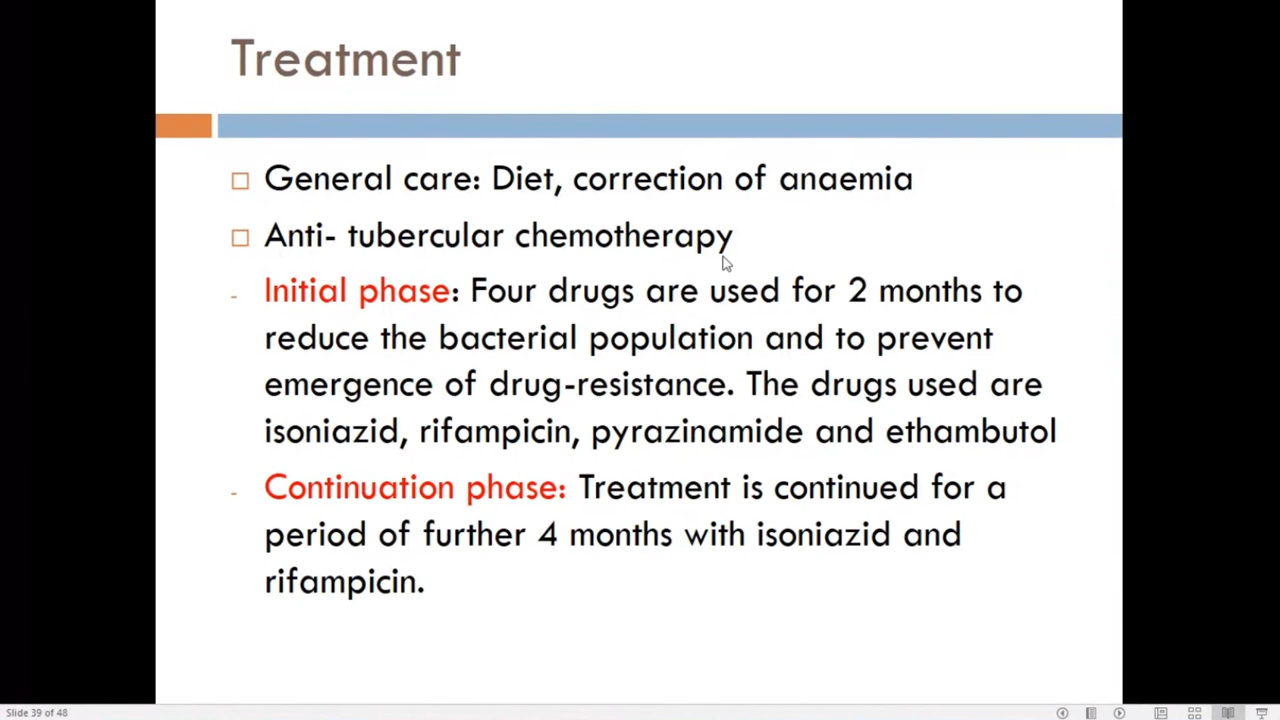 Treatment
General care: Diet, correction of anaemia
Anti- tubercular chemotherapy
- Initial phase: Four drugs are used for 2 months to
reduce the bacterial population and to prevent
emergence of drug-resistance. The drugs used are
isoniazid, rifampicin, pyrazinamide and ethambutol
- Continuation phase: Treatment is continued for a
period of further 4 months with isoniazid and
rifampicin.
Slide 39 of 48